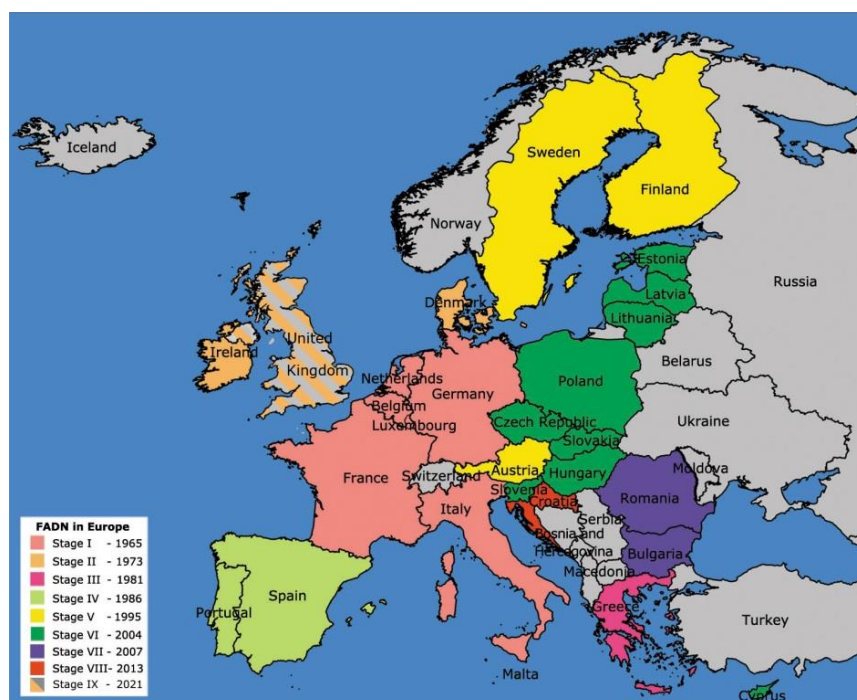 Iceland
Sweden
Finland
Norway
Russia
Estonia
Latvia
Lithuania
Denmark
Ireland
United
Kingdom
Belarus
Netherlands
Germany
Poland
Belgium
Luxembourg
Czech Republic
Ukraine
Slovakia
France
Switzerland
Austria
Hungary
Moldova
Slovenia
Croatia
Romania
Italy
Serbia
Bosnia and
Hercegovina
Bulgaria
Macedonia
Portugal
Spain
Greece
Turkey
Malta
Cyprus
FADN in Europe
Stage I - 1965
Stage II - 1973
Stage III - 1981
Stage IV - 1986
Stage V - 1995
Stage VI - 2004
Stage VII - 2007
Stage VIII- 2013
Stage IX - 2021